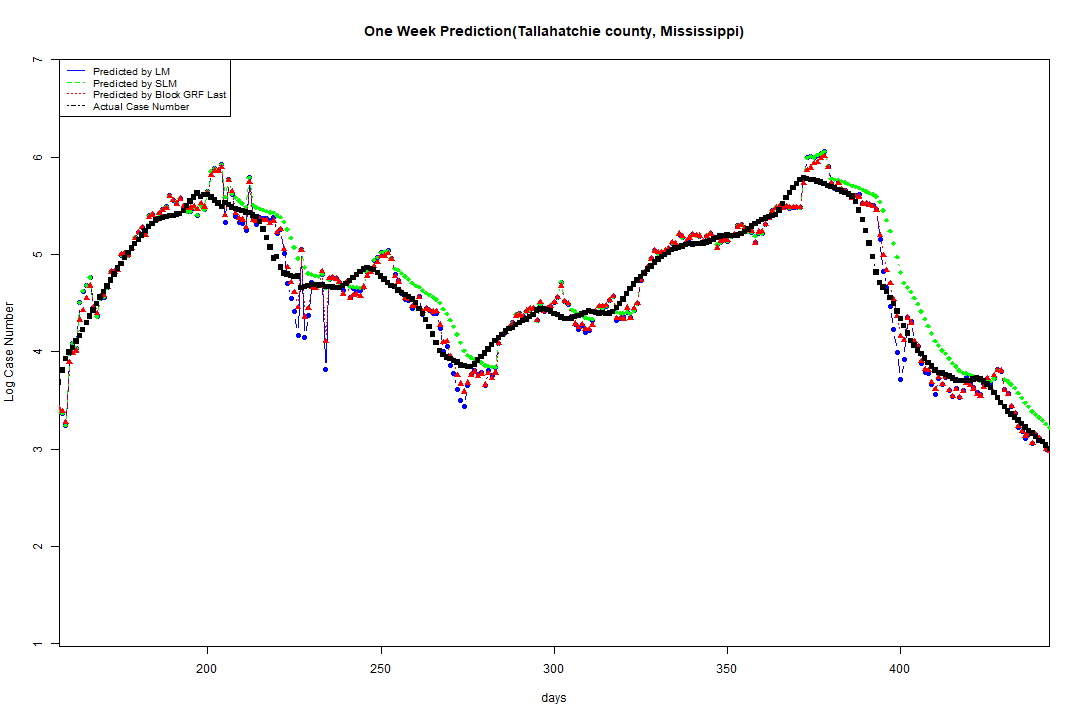 One Week Prediction(Tallahatchie county, Mississippi)
Predicted by LM
Predicted by SLM
Predicted by Block GRF Last
Actual Case Number
7
6
5
4
3
2
1
Log Case Number
200 250 300 350 400
days